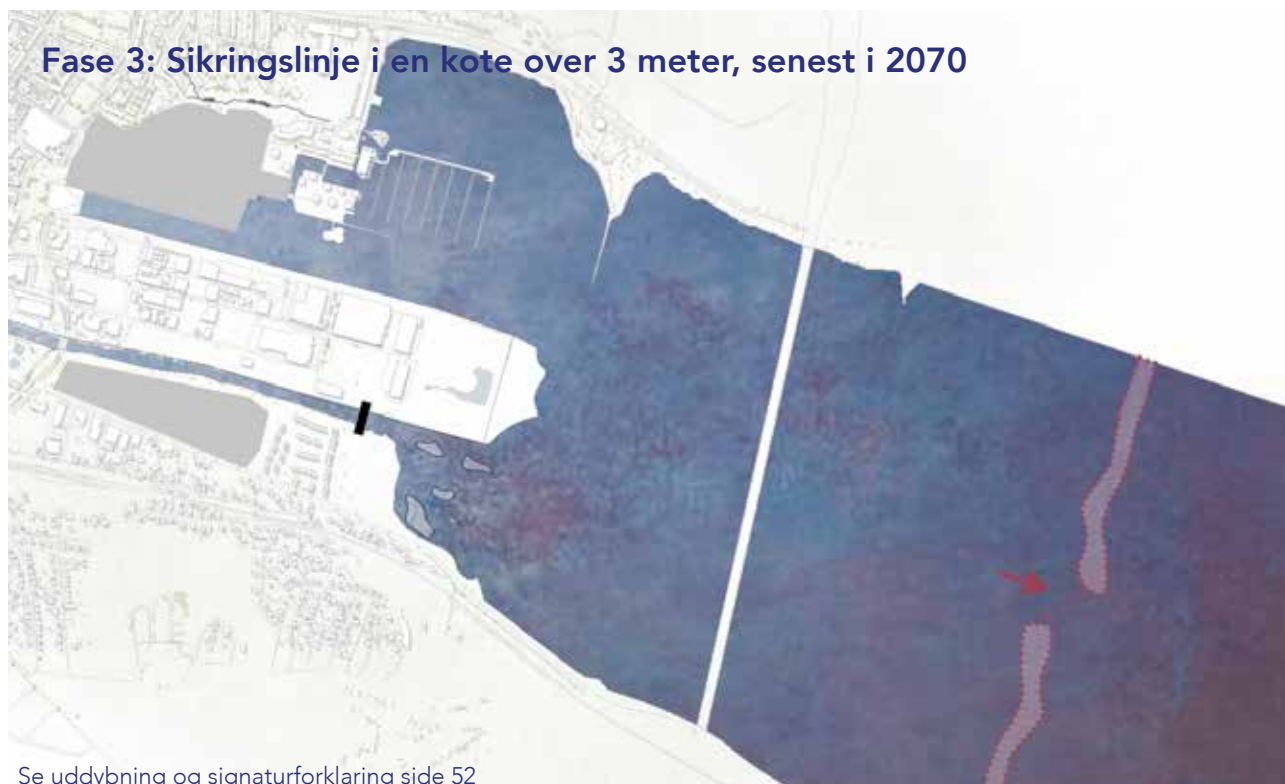 Fase 3: Sikringslinje i en kote over 3 meter, senest i 2070
Se uddybning og signaturforklaring side 52